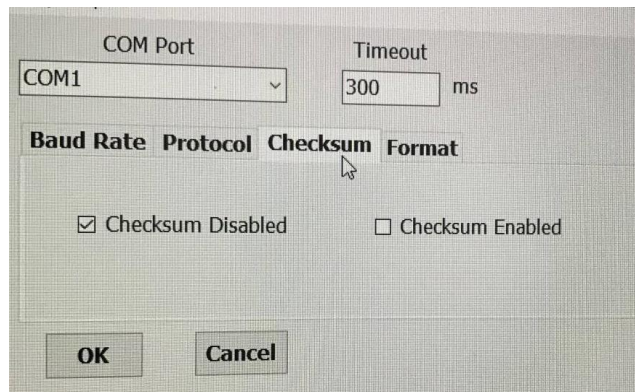 COM Port
Timeout
COM1
300 ms
Baud Rate Protocol Checksum Format
Checksum Disabled
Checksum Enabled
OK
Cancel